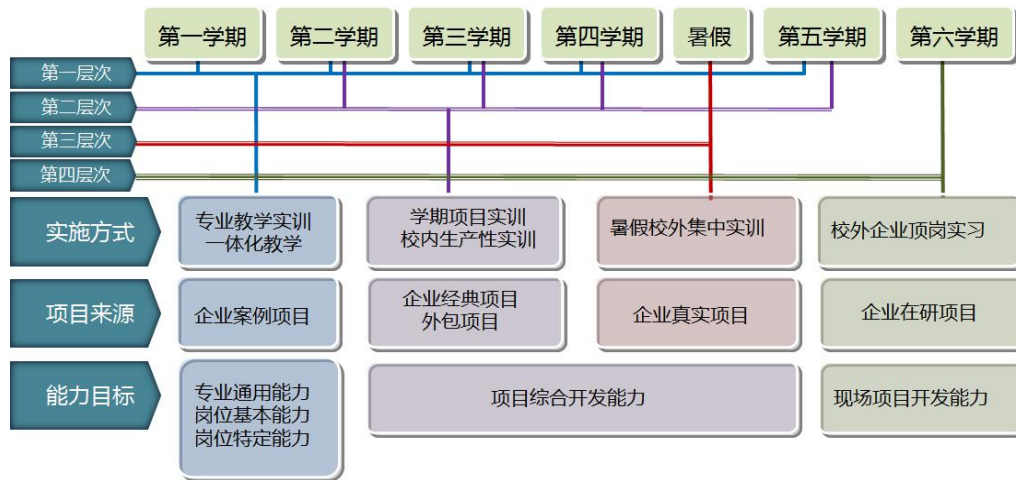 第一学期 第二学期 第三学期 第四学期 暑假 第五学期 第六学期
第一层次
第二层次
第三层次
第四层次
实施方式
专业教学实训
一体化教学
学期项目实训
校内生产性实训
暑假校外集中实训
校外企业顶岗实习
项目来源
企业案例项目
企业经典项目
外包项目
企业真实项目
企业在研项目
能力目标
专业通用能力
岗位基本能力
岗位特定能力
项目综合开发能力
现场项目开发能力